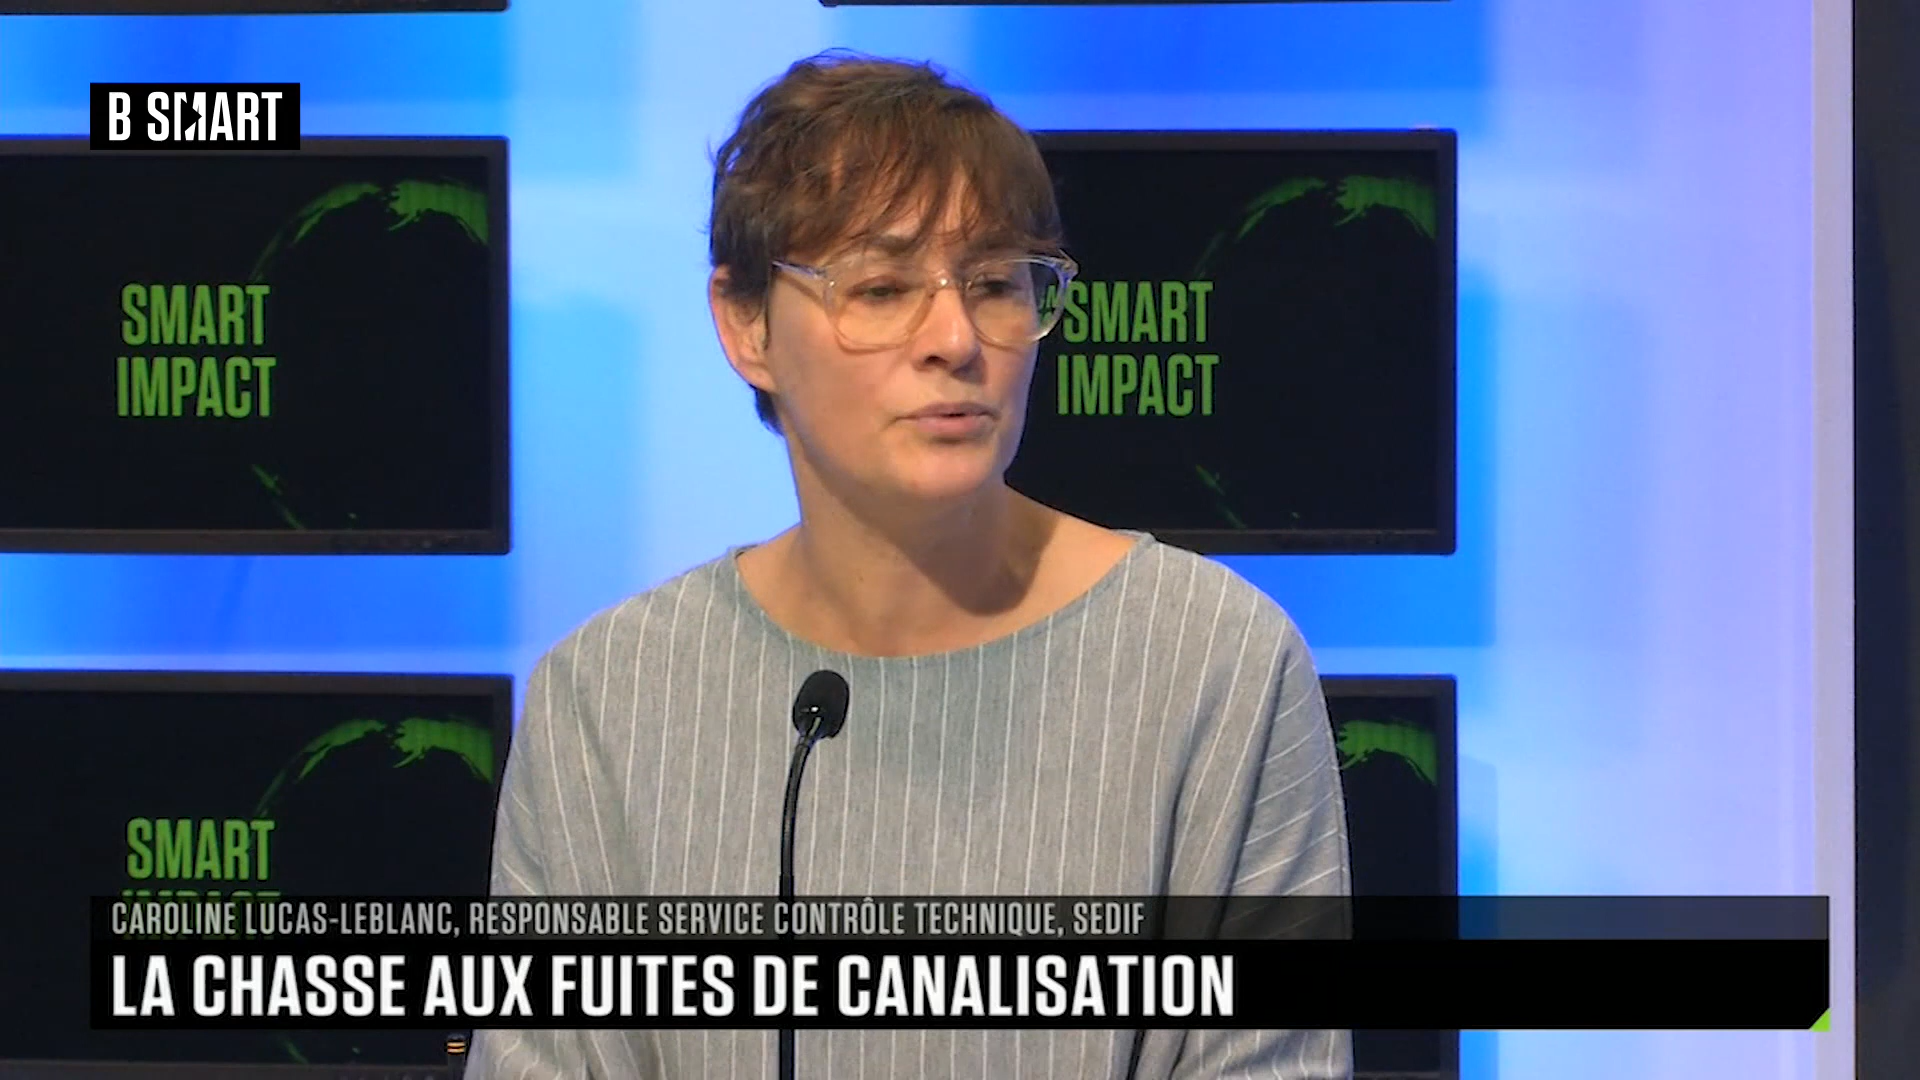 B SMART
SMART
IMPACT
SMART
IMPACT
SMART
IMPACT
CAROLINE LUCAS-LEBLANC, RESPONSABLE SERVICE CONTRÔLE TECHNIQUE, SEDIF
LA CHASSE AUX FUITES DE CANALISATION